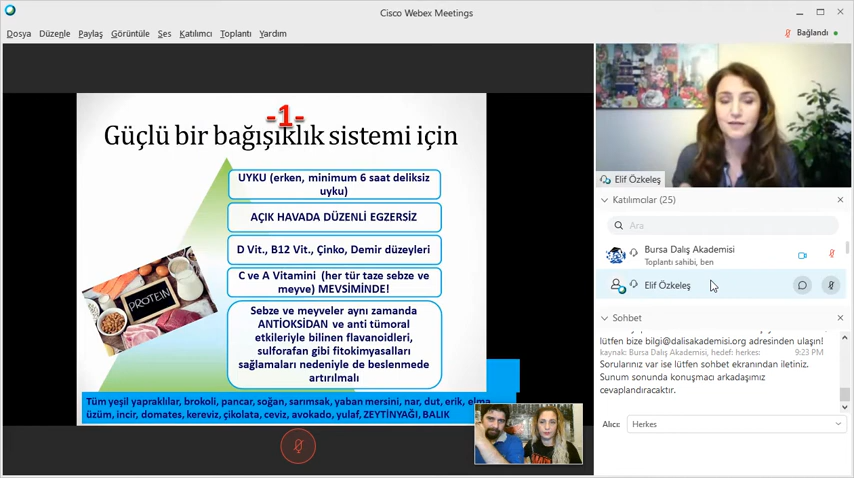 Cisco Webex Meetings
Dosya Düzenle Paylaş Görüntüle Ses Katılımcı Toplantı Yardım
Bağlandı
-1-
Güçlü bir bağışıklık sistemi için
UYKU (erken, minimum 6 saat deliksiz
uyku)
AÇIK HAVADA DÜZENLİ EGZERSİZ
D Vit., B12 Vit., Çinko, Demir düzeyleri
C ve A Vitamini (her tür taze sebze ve
meyve) MEVSİMİNDE!
PROTEIN
Sebze ve meyveler aynı zamanda
ANTİOKSİDAN ve anti tümoral
etkileriyle bilinen flavanoidleri,
sulforafan gibi fitokimyasalları
sağlamaları nedeniyle de beslenmede
artırılmalı
Tüm yeşil yapraklılar, brokoli, pancar, soğan, sarımsak, yaban mersini, nar, dut, erik, elma,
üzüm, incir, domates, kereviz, çikolata, ceviz, avokado, yulaf, ZEYTİNYAĞI, BALIK
Elif Özkeleş
Katılımcılar (25)
Ara
Bursa Dalış Akademisi
Toplantı sahibi, ben
Elif Özkeleş
Sohbet
lütfen bize bilgi@dalisakademisi.org adresinden ulaşın!
kaynak: Bursa Dalış Akademisi, hedef: herkes: 9:23 PM
Sorularınız var ise lütfen sohbet ekranından iletiniz.
Sunum sonunda konuşmacı arkadaşımız
cevaplandıracaktır.
Alıcı: Herkes